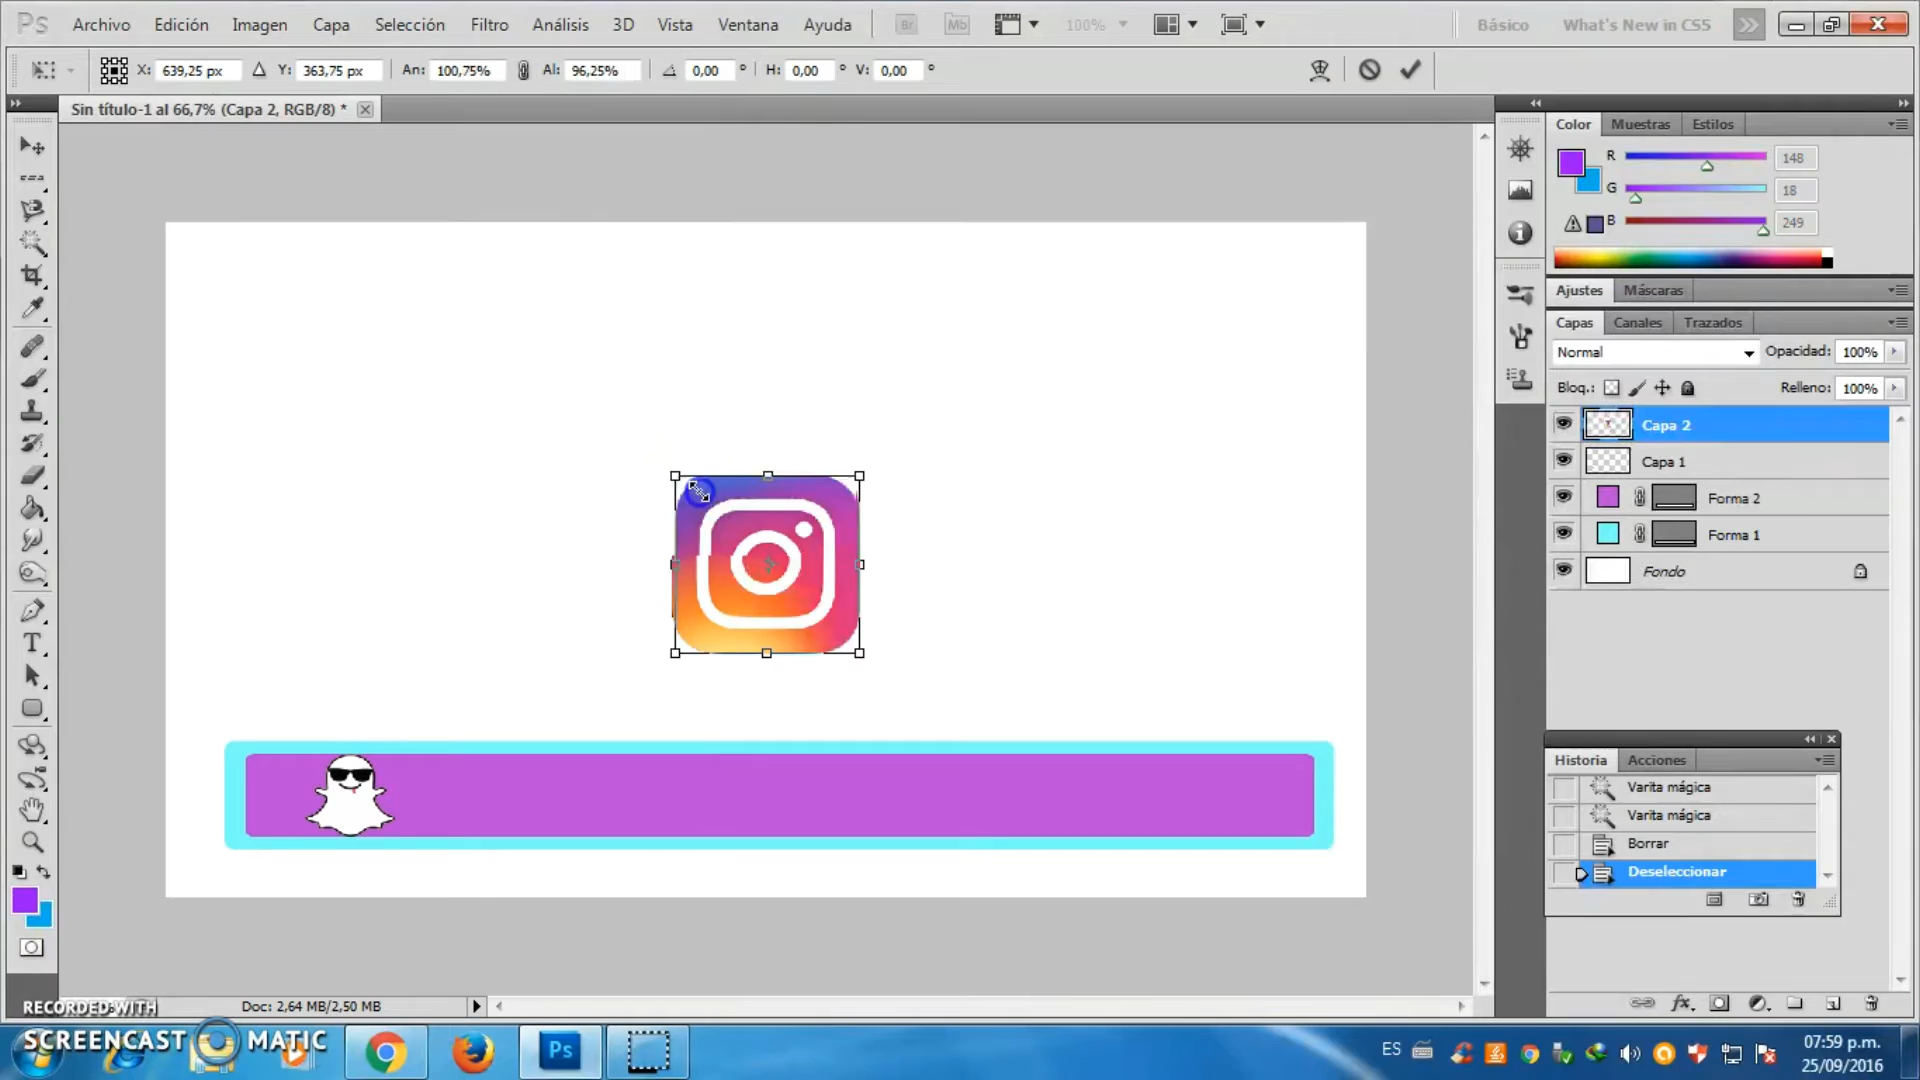 Ps Archivo Edición Imagen Capa Selección Filtro Análisis 3D Vista Ventana Ayuda Br Mb 100% Básico What's New in CS5
X: 639,25 px Y: 363,75 px An: 100,75% Al: 96,25% 0,00 ° H: 0,00 ° V: 0,00 °
Sin título-1 al 66,7% (Capa 2, RGB/8) *
Color Muestras Estilos
R 148
G 18
B 249
Ajustes Máscaras
Capas Canales Trazados
Normal Opacidad: 100%
Bloq.: Relleno: 100%
Capa 2
Capa 1
Forma 2
Forma 1
Fondo
T
Historia Acciones
Varita mágica
Varita mágica
Borrar
Deseleccionar
fx
Doc: 2,64 MB/2,50 MB
RECORDED WITH
SCREENCAST MATIC
Ps
ES
07:59 p.m.
25/09/2016